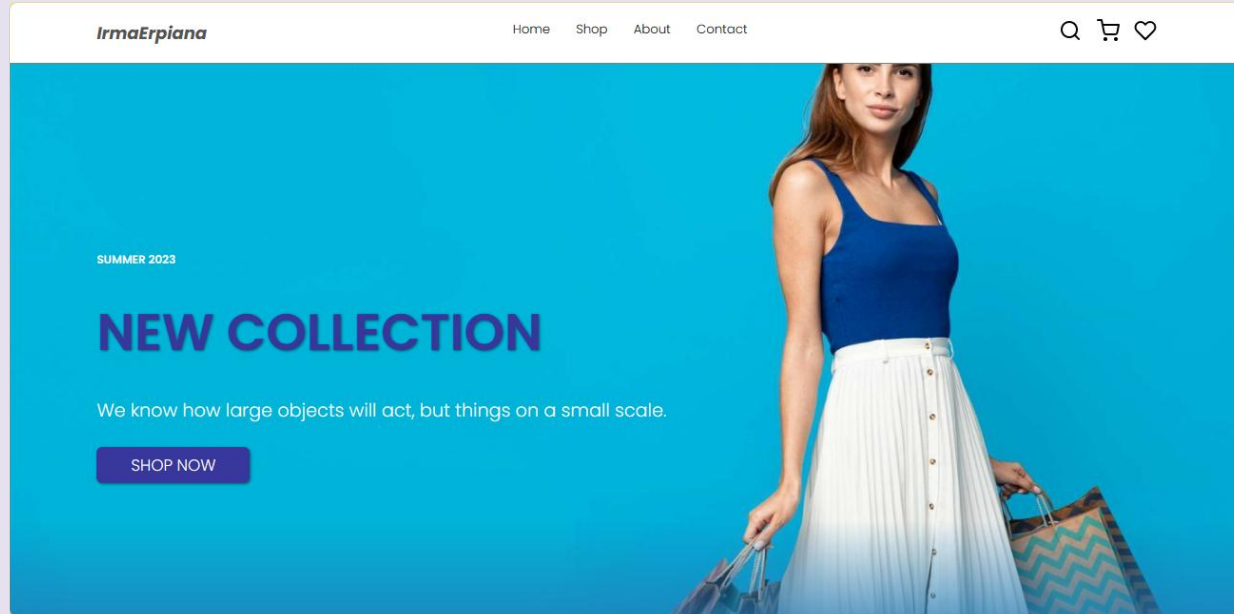 IrmaErpiana
Home Shop About Contact
SUMMER 2023
NEW COLLECTION
We know how large objects will act, but things on a small scale.
SHOP NOW